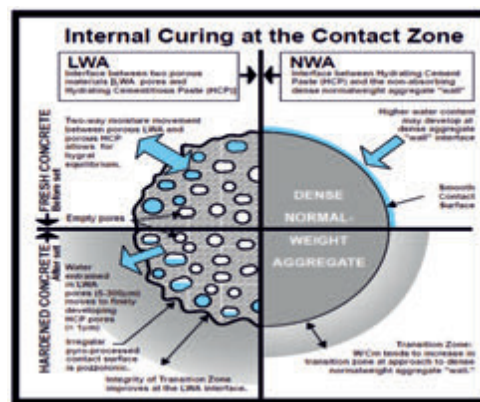 Internal Curing at the Contact Zone
LWA
Interface between two porous
materials [LWA pores and
Hydrating Cementitious Paste (HCP)]
NWA
Interface between Hydrating Cement
Paste (HCP) and the non-absorbing
dense normalweight aggregate "wall"
FRESH CONCRETE
Before set
Two-way moisture movement
between porous LWA and
porous HCP
allows for
hygral
equilibrium.
Empty pores
Higher water content
may develop at
dense aggregate
"wall" interface
Smooth
Contact
Surface
DENSE
NORMAL-
WEIGHT
AGGREGATE
HARDENED CONCRETE
After set
Water
entrained
in LWA
pores (5-300μm)
moves to finely
developing
HCP pores
(< 1μm)
Irregular
pyro-processed
contact surface
is pozzolonic.
Integrity of Transition Zone
improves at the LWA interface.
Transition Zone:
W/Cm tends to increase in
transition zone at approach to dense
normalweight aggregate "wall."